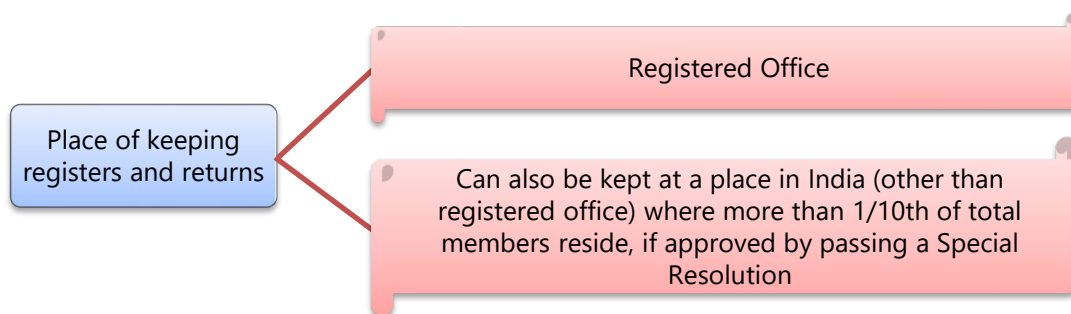 Registered Office
Place of keeping
registers and returns
Can also be kept at a place in India (other than
registered office) where more than 1/10th of total
members reside, if approved by passing a Special
Resolution